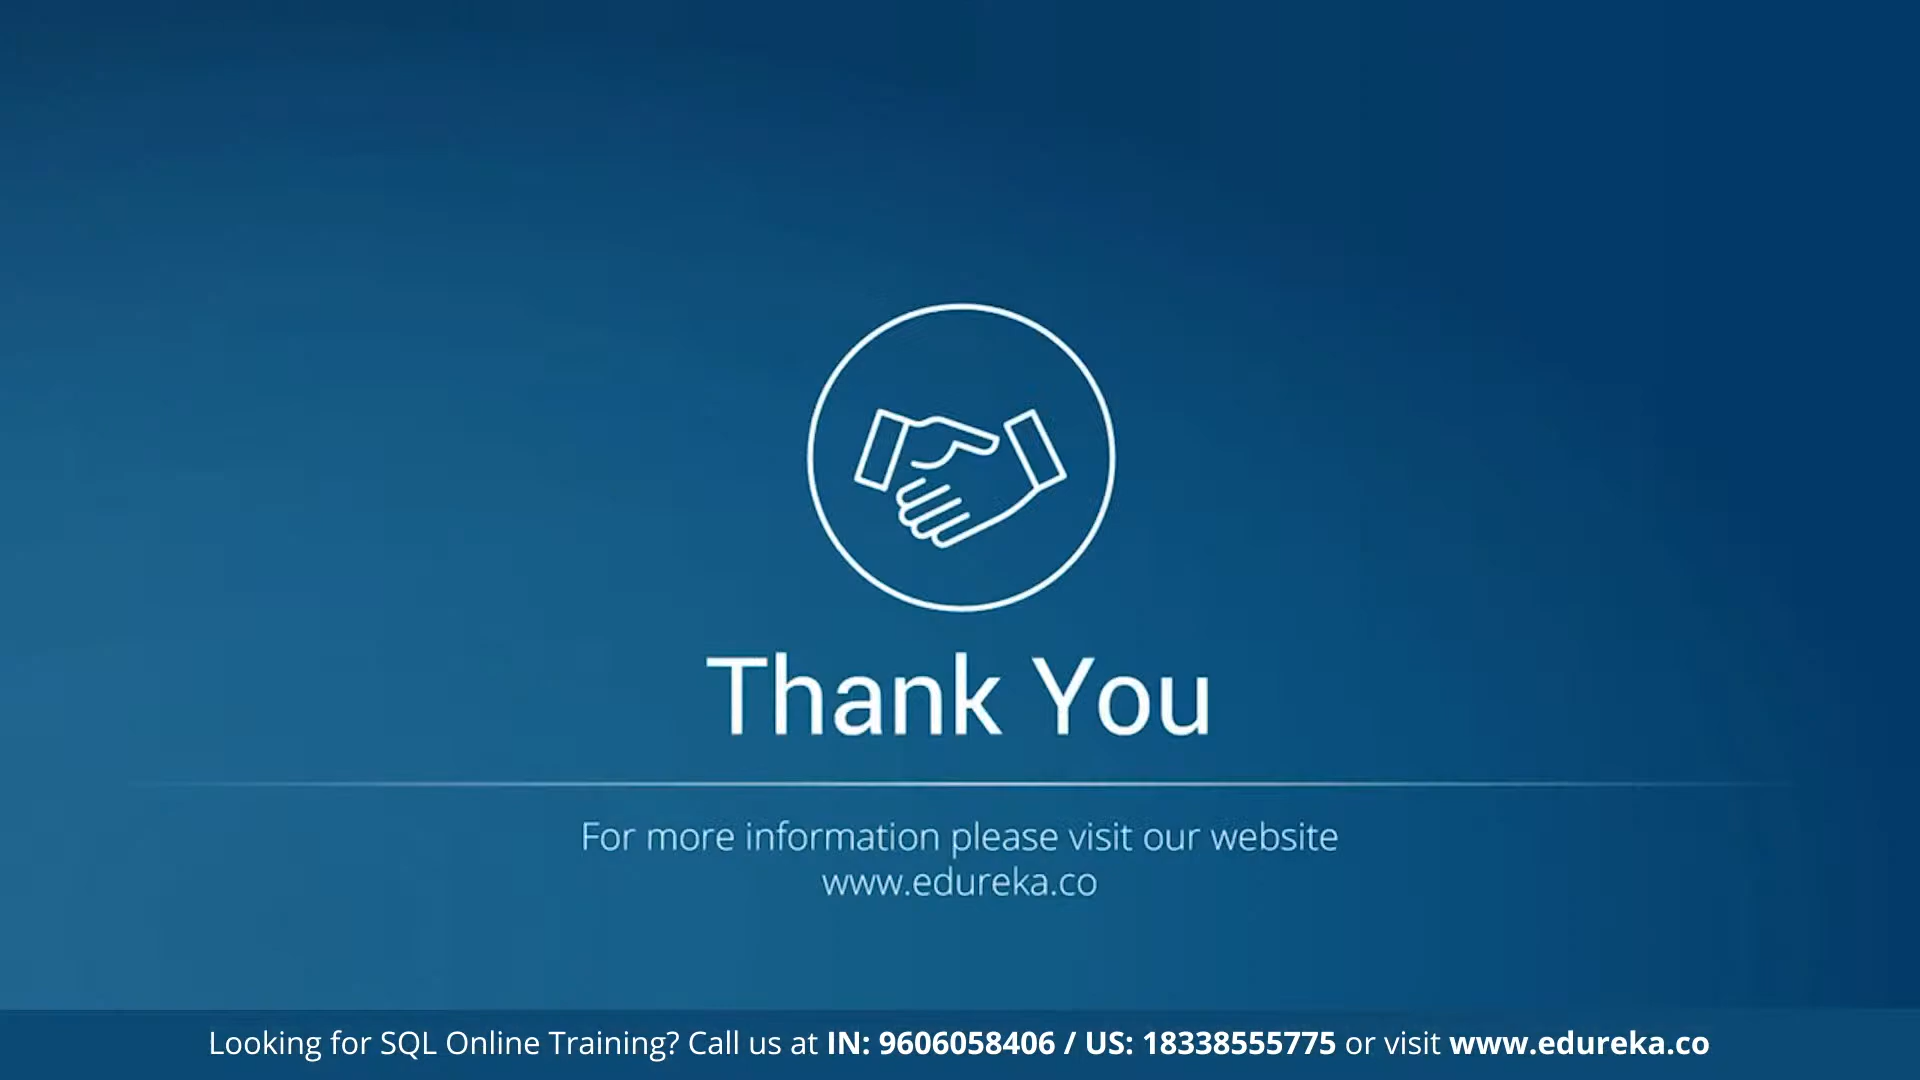 Thank You
For more information please visit our website
www.edureka.co
Looking for SQL Online Training? Call us at IN: 9606058406 / US: 18338555775 or visit www.edureka.co